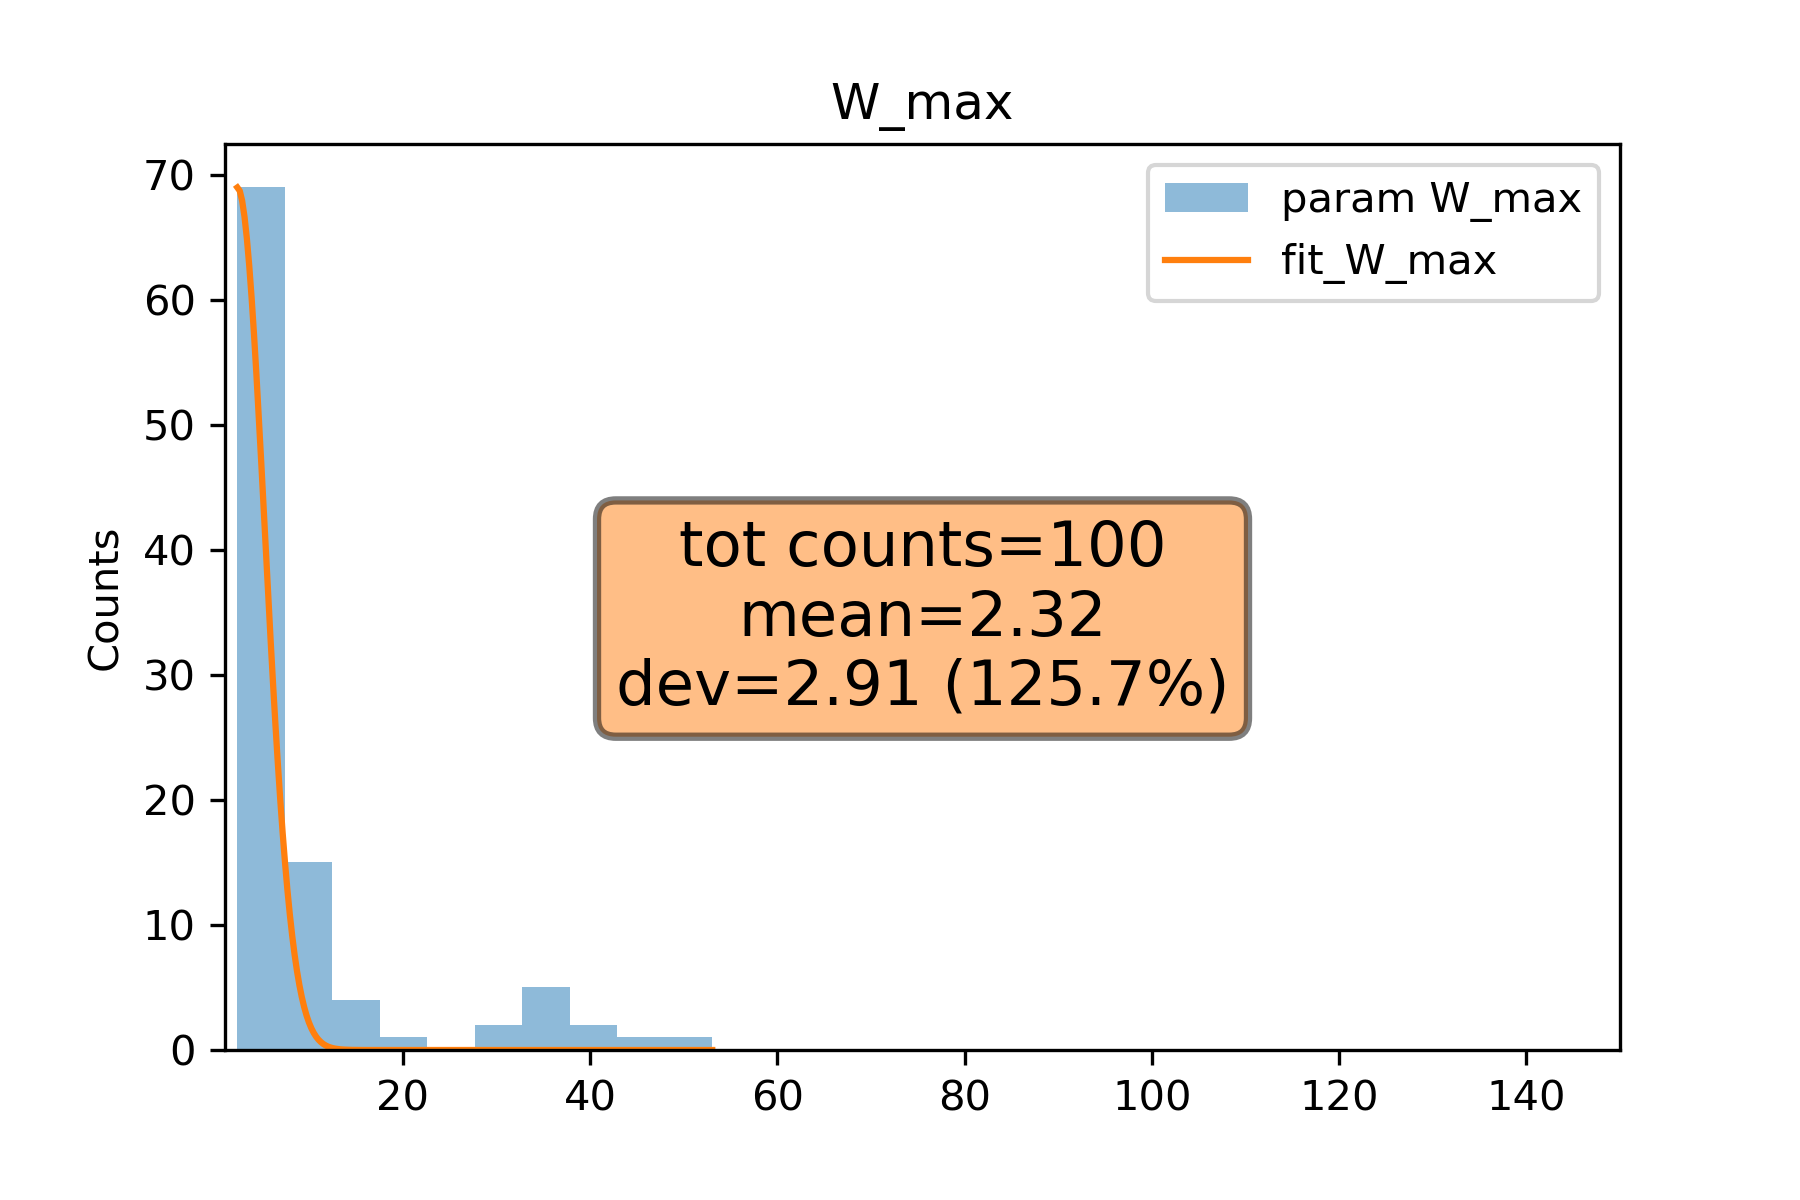 W_max
70
60
50
40
30
20
10
0
Counts
param W_max
fit_W_max
tot counts=100
mean=2.32
dev=2.91 (125.7%)
20 40 60 80 100 120 140